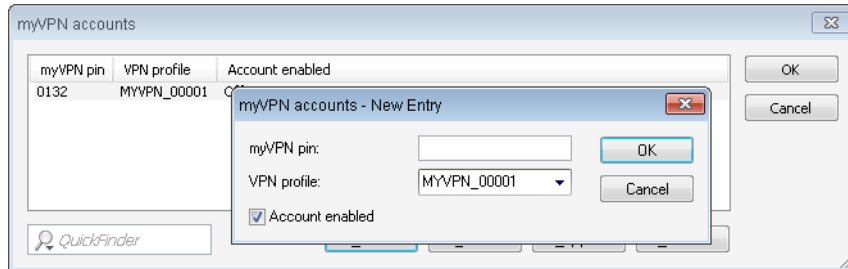 myVPN accounts
myVPN pin VPN profile Account enabled
0132 MYVPN_00001
OK
Cancel
myVPN accounts - New Entry
myVPN pin:
OK
VPN profile: MYVPN_00001
Cancel
Account enabled
QuickFinder